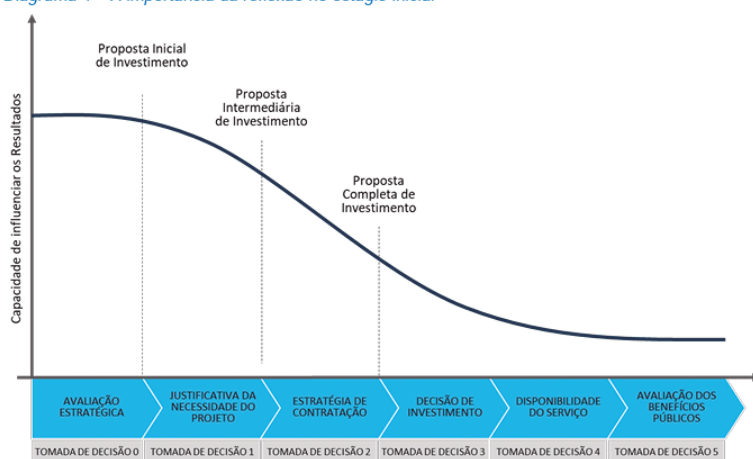 Proposta Inicial
de Investimento
Proposta
Intermediária
de Investimento
Proposta
Completa de
Investimento
Capacidade de influenciar os Resultados
AVALIAÇÃO
ESTRATÉGICA
JUSTIFICATIVA DA
NECESSIDADE DO
PROJETO
ESTRATÉGIA DE
CONTRATAÇÃO
DECISÃO DE
INVESTIMENTO
DISPONIBILIDADE
DO SERVIÇO
AVALIAÇÃO DOS
BENEFÍCIOS
PÚBLICOS
TOMADA DE DECISÃO 0
TOMADA DE DECISÃO 1
TOMADA DE DECISÃO 2
TOMADA DE DECISÃO 3
TOMADA DE DECISÃO 4
TOMADA DE DECISÃO 5